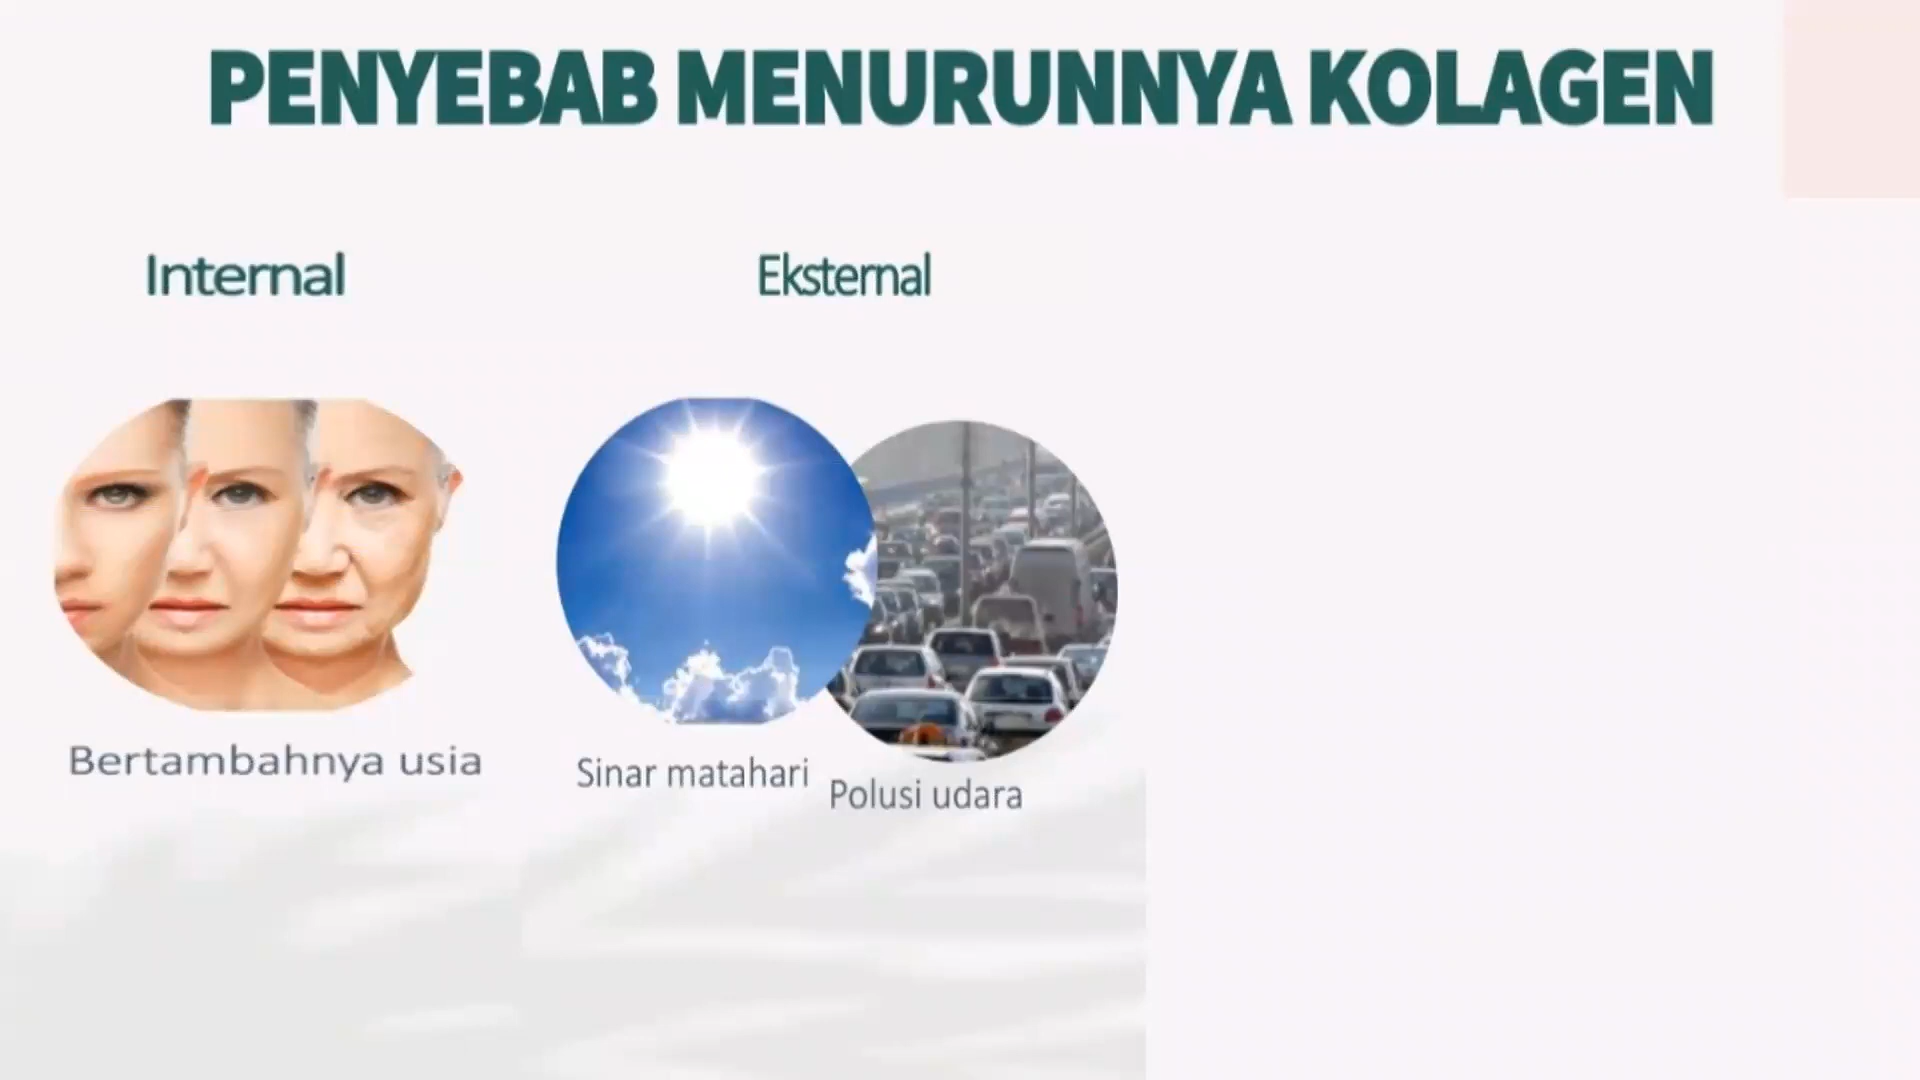 PENYEBAB MENURUNNYA KOLAGEN
Internal
Eksternal
Bertambahnya usia
Sinar matahari
Polusi udara